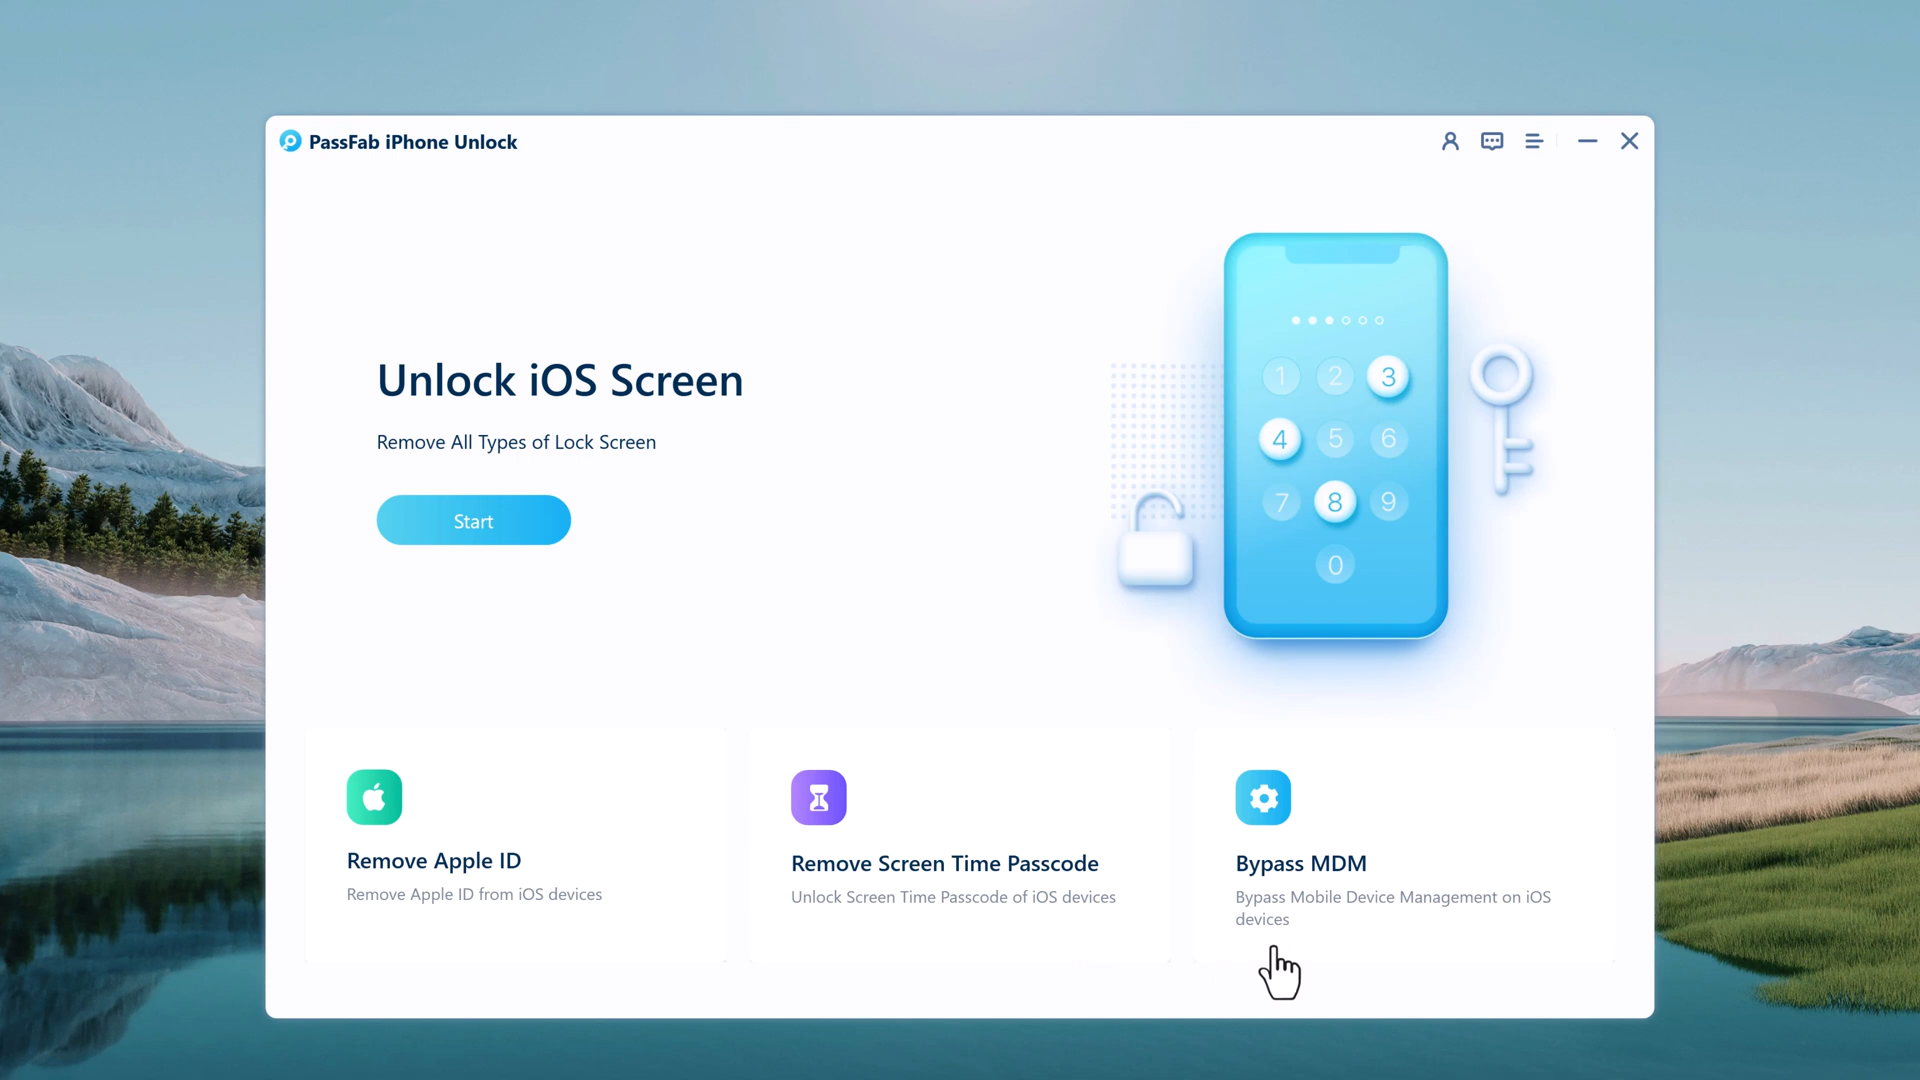 PassFab iPhone Unlock
Unlock iOS Screen
Remove All Types of Lock Screen
Start
1 2 3
4 5 6
7 8 9
0
Remove Apple ID
Remove Apple ID from iOS devices
Remove Screen Time Passcode
Unlock Screen Time Passcode of iOS devices
Bypass MDM
Bypass Mobile Device Management on iOS
devices